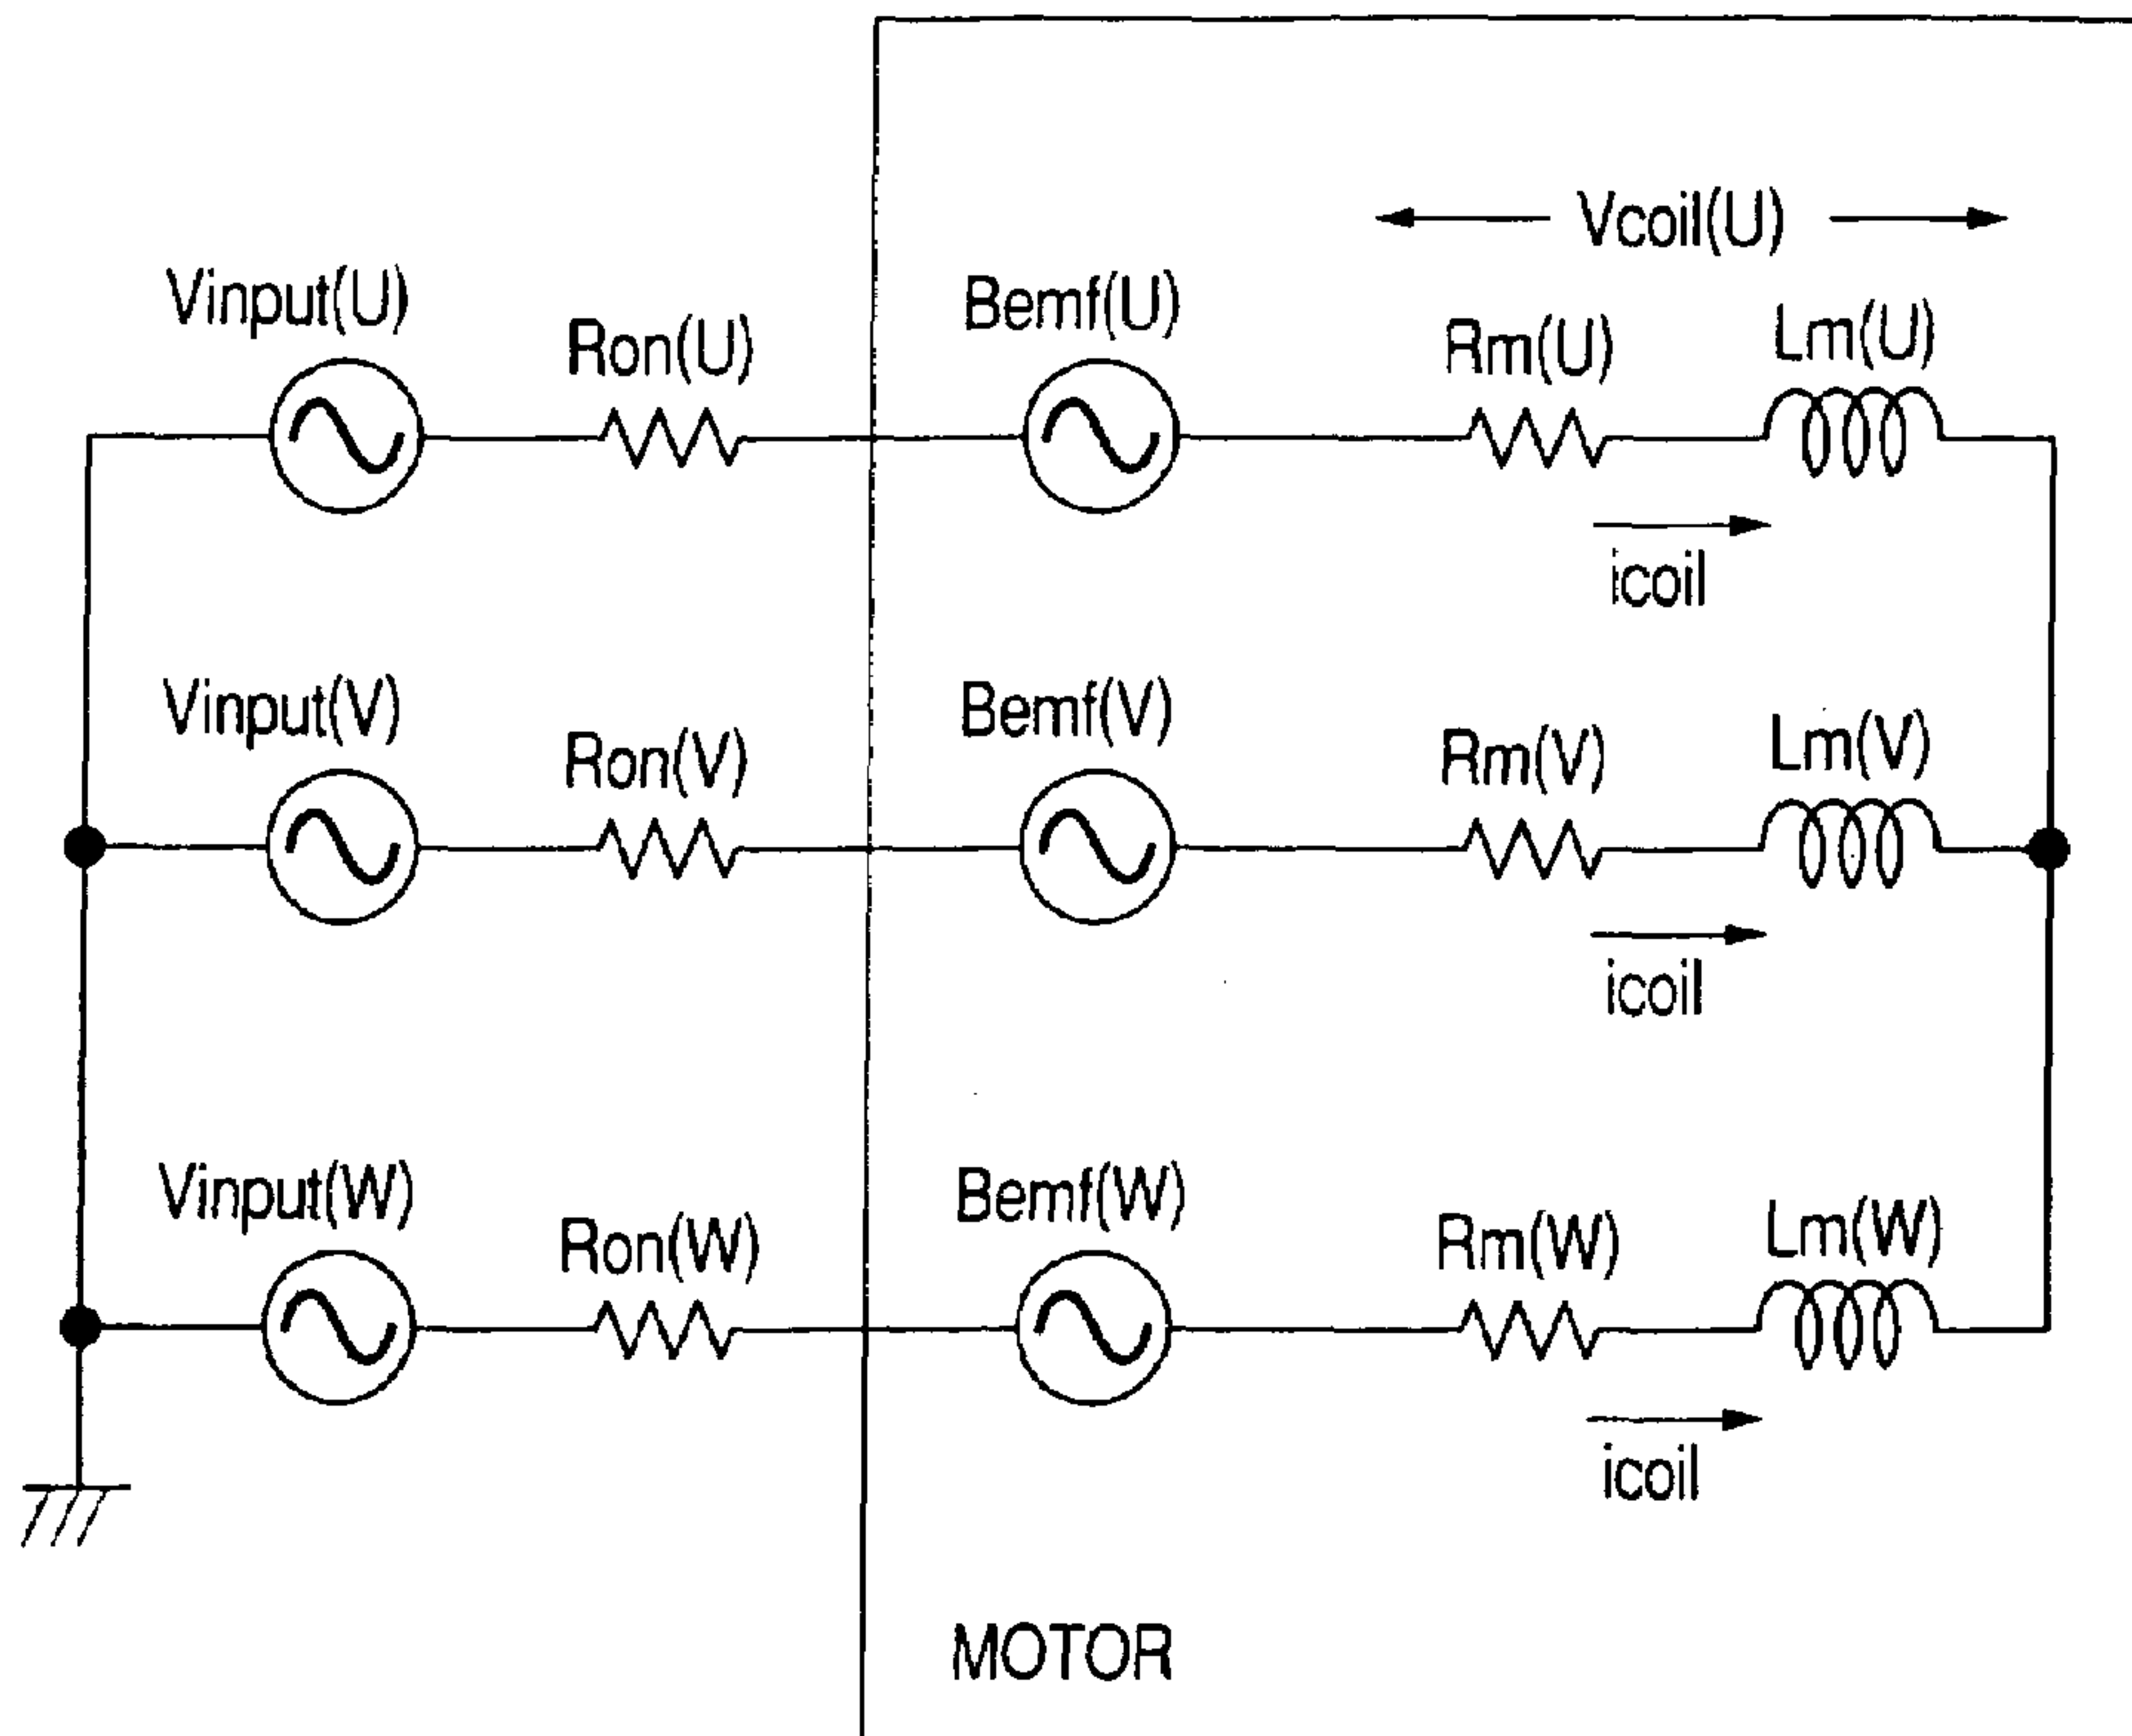 Vcoil(U)
Vinput(U)
Ron(U)
Bemf(U)
Rm(U)
Lm(U)
icoil
Vinput(V)
Ron(V)
Bemf(V)
Rm(V)
Lm(V)
icoil
Vinput(W)
Ron(W)
Bemf(W)
Rm(W)
Lm(W)
icoil
MOTOR